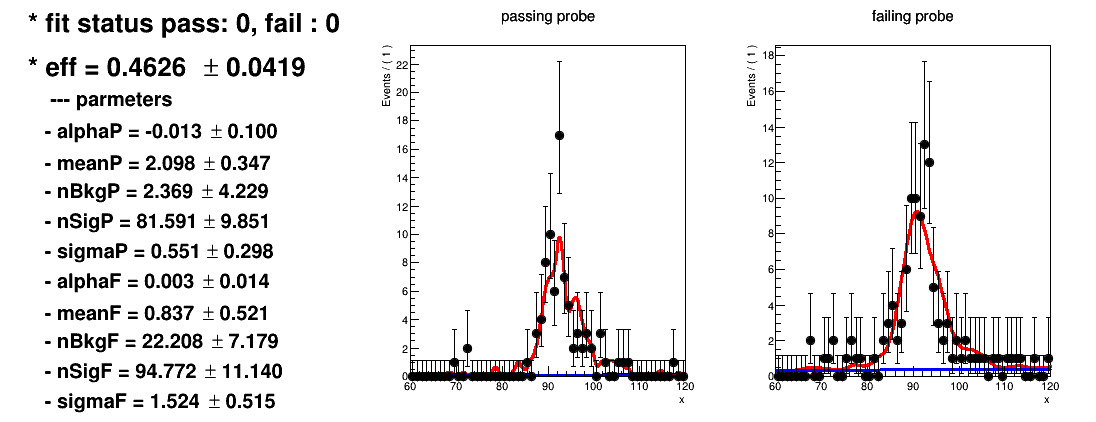 * fit status pass: 0, fail : 0
* eff = 0.4626 ± 0.0419
--- parmeters
- alphaP = -0.013 ± 0.100
- meanP = 2.098 ± 0.347
- nBkgP = 2.369 ± 4.229
- nSigP = 81.591 ± 9.851
- sigmaP = 0.551 ± 0.298
- alphaF = 0.003 ± 0.014
- meanF = 0.837 ± 0.521
- nBkgF = 22.208 ± 7.179
- nSigF = 94.772 ± 11.140
- sigmaF = 1.524 ± 0.515
passing probe
Events / ( 1 )
22
20
18
16
14
12
10
8
6
4
2
0
60 70 80 90 100 110 120
x
failing probe
Events / ( 1 )
18
16
14
12
10
8
6
4
2
0
60 70 80 90 100 110 120
x